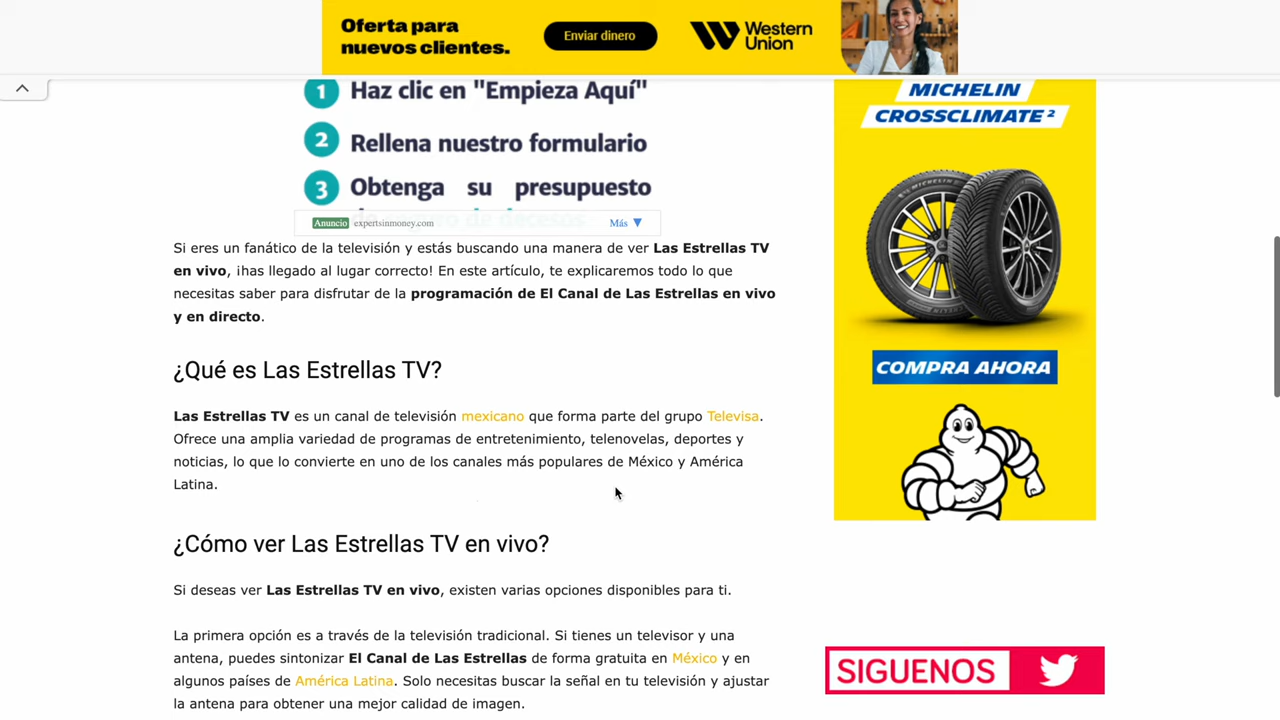 Oferta para
nuevos clientes.
Enviar dinero
Western
Union
1 Haz clic en "Empieza Aquí"
2 Rellena nuestro formulario
3 Obtenga su presupuesto
Anuncio expertsinmoney.com Más ▼
Si eres un fanático de la televisión y estás buscando una manera de ver Las Estrellas TV
en vivo, ¡has llegado al lugar correcto! En este artículo, te explicaremos todo lo que
necesitas saber para disfrutar de la programación de El Canal de Las Estrellas en vivo
y en directo.
¿Qué es Las Estrellas TV?
Las Estrellas TV es un canal de televisión mexicano que forma parte del grupo Televisa.
Ofrece una amplia variedad de programas de entretenimiento, telenovelas, deportes y
noticias, lo que lo convierte en uno de los canales más populares de México y América
Latina.
¿Cómo ver Las Estrellas TV en vivo?
Si deseas ver Las Estrellas TV en vivo, existen varias opciones disponibles para ti.
La primera opción es a través de la televisión tradicional. Si tienes un televisor y una
antena, puedes sintonizar El Canal de Las Estrellas de forma gratuita en México y en
algunos países de América Latina. Solo necesitas buscar la señal en tu televisión y ajustar
la antena para obtener una mejor calidad de imagen.
MICHELIN
CROSSCLIMATE²
COMPRA AHORA
SIGUENOS